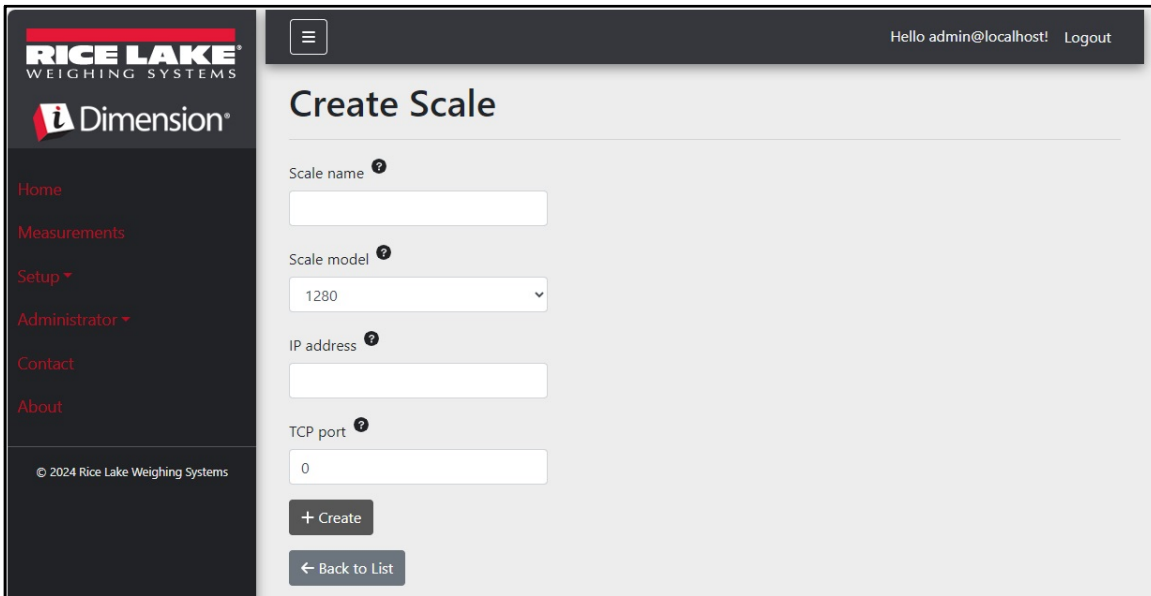 RICE LAKE®
WEIGHING SYSTEMS
i Dimension®
Home
Measurements
Setup
Administrator
Contact
About
© 2024 Rice Lake Weighing Systems
Hello admin@localhost! Logout
Create Scale
Scale name ?
Scale model ?
1280
IP address ?
TCP port ?
0
+ Create
← Back to List